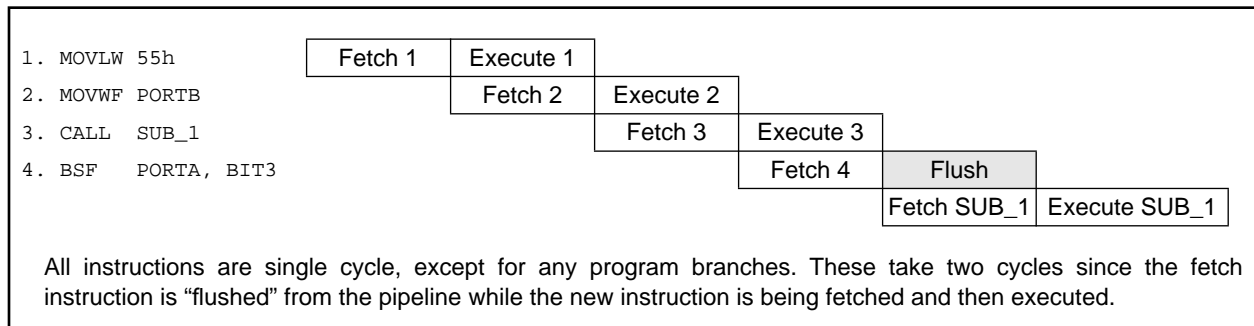 1. MOVLW 55h Fetch 1 Execute 1
2. MOVWF PORTB Fetch 2 Execute 2
3. CALL SUB_1 Fetch 3 Execute 3
4. BSF PORTA, BIT3 Fetch 4 Flush
Fetch SUB_1 Execute SUB_1
All instructions are single cycle, except for any program branches. These take two cycles since the fetch
instruction is “flushed” from the pipeline while the new instruction is being fetched and then executed.